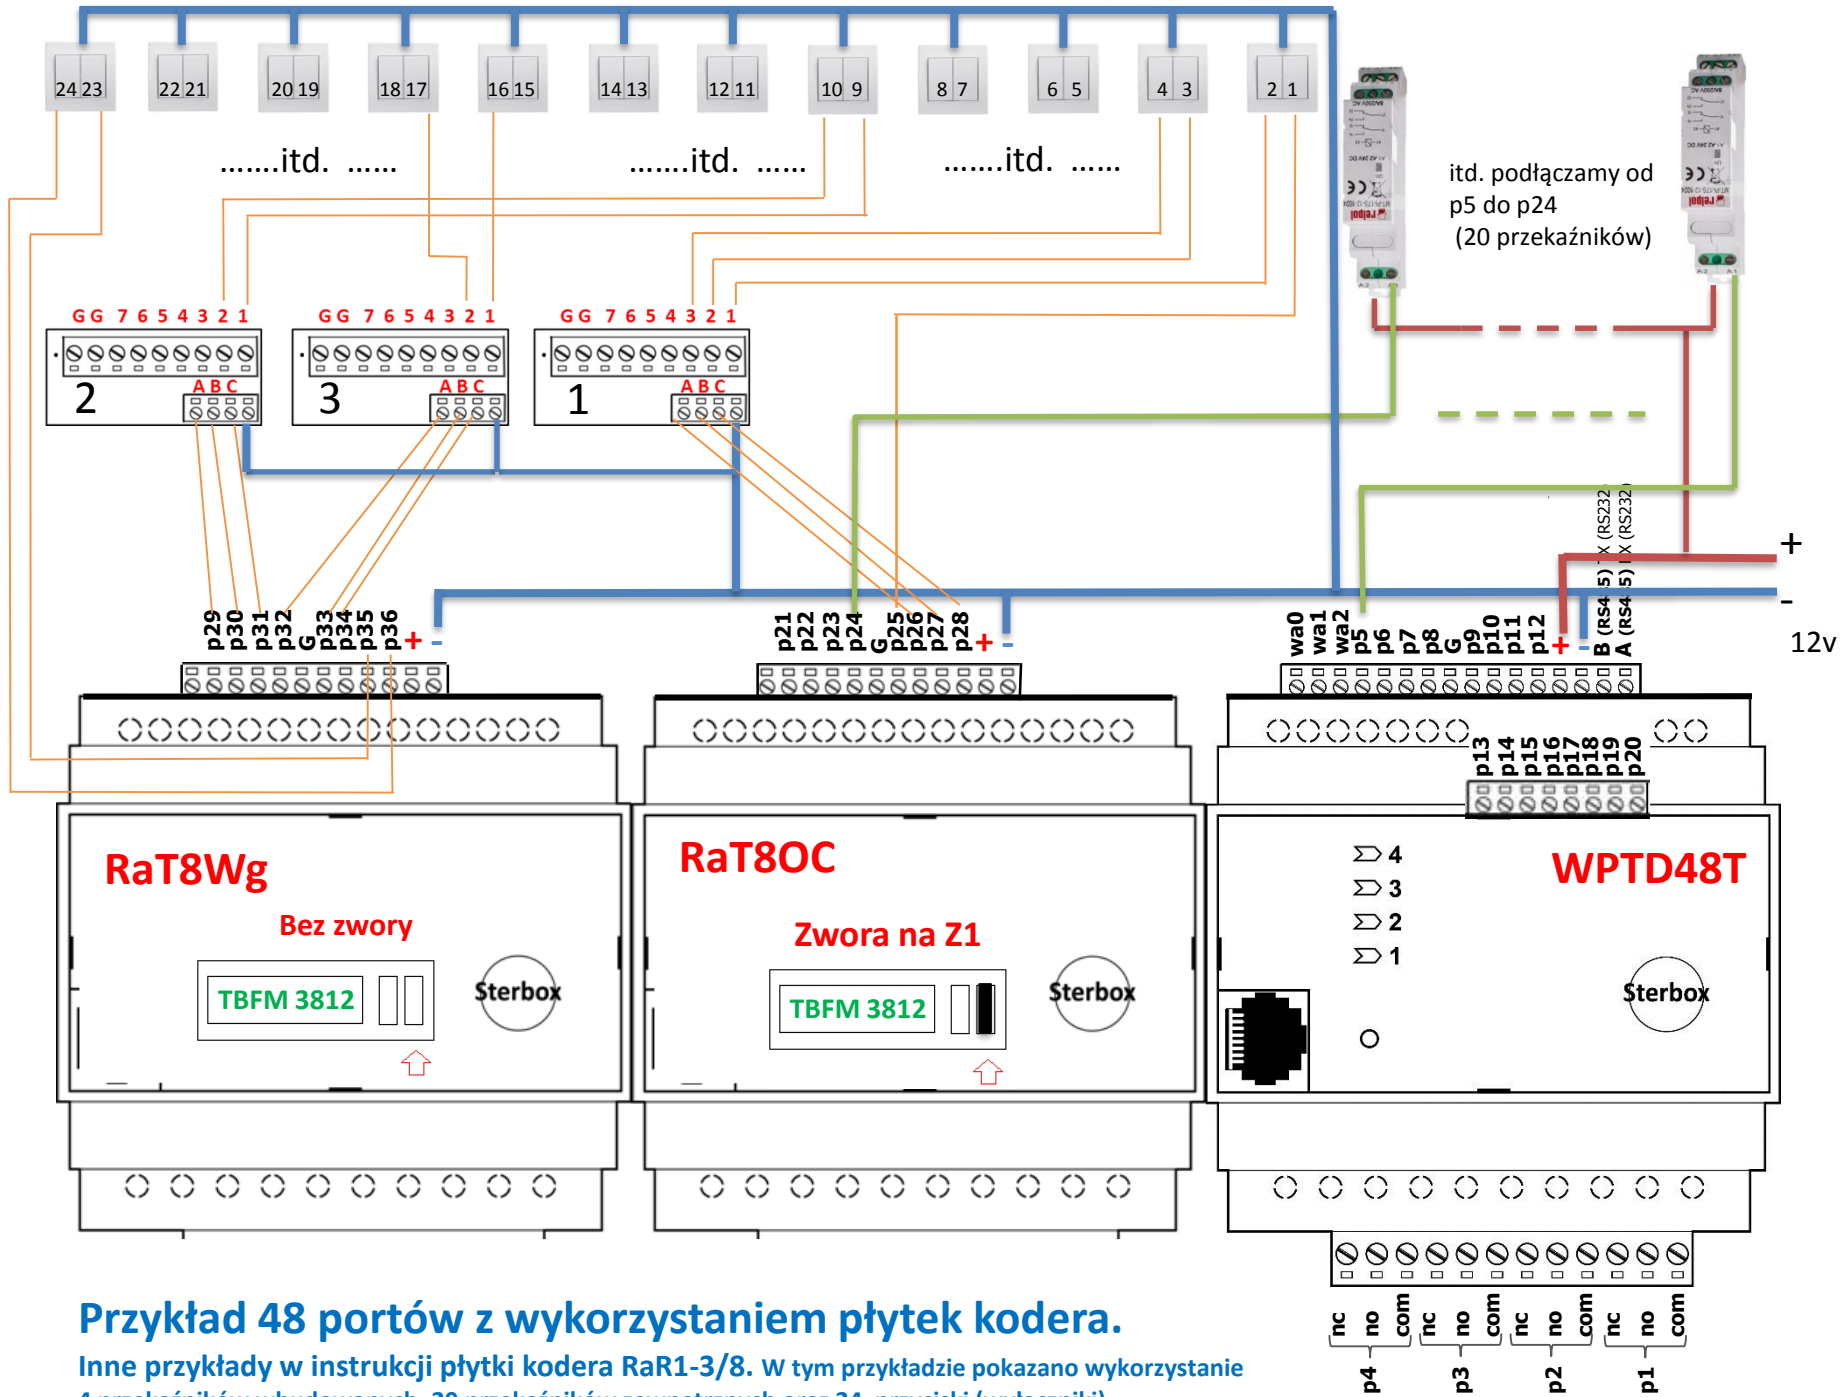 24 23 22 21 20 19 18 17 16 15 14 13 12 11 10 9 8 7 6 5 4 3 2 1
.......itd. ...... .......itd. ...... .......itd. ......
itd. podłączamy od
p5 do p24
(20 przekaźników)
relpol
relpol
G G 7 6 5 4 3 2 1
G G 7 6 5 4 3 2 1
G G 7 6 5 4 3 2 1
2 A B C
3 A B C
1 A B C
+
-
12v
p29 p30 p31 p32 G p33 p34 p35 p36 + -
p21 p22 p23 p24 G p25 p26 p27 p28 + -
wa0 wa1 wa2 p5 p6 p7 p8 G p9 p10 p11 p12 + -
p13 p14 p15 p16 p17 p18 p19 p20
RaT8Wg
Bez zwory
TBFM 3812
Sterbox
RaT8OC
Zwora na Z1
TBFM 3812
Sterbox
WPTD48T
4
3
2
1
Sterbox
nc no com nc no com nc no com nc no com
p4 p3 p2 p1
Przykład 48 portów z wykorzystaniem płytek kodera.
Inne przykłady w instrukcji płytki kodera RaR1-3/8. W tym przykładzie pokazano wykorzystanie